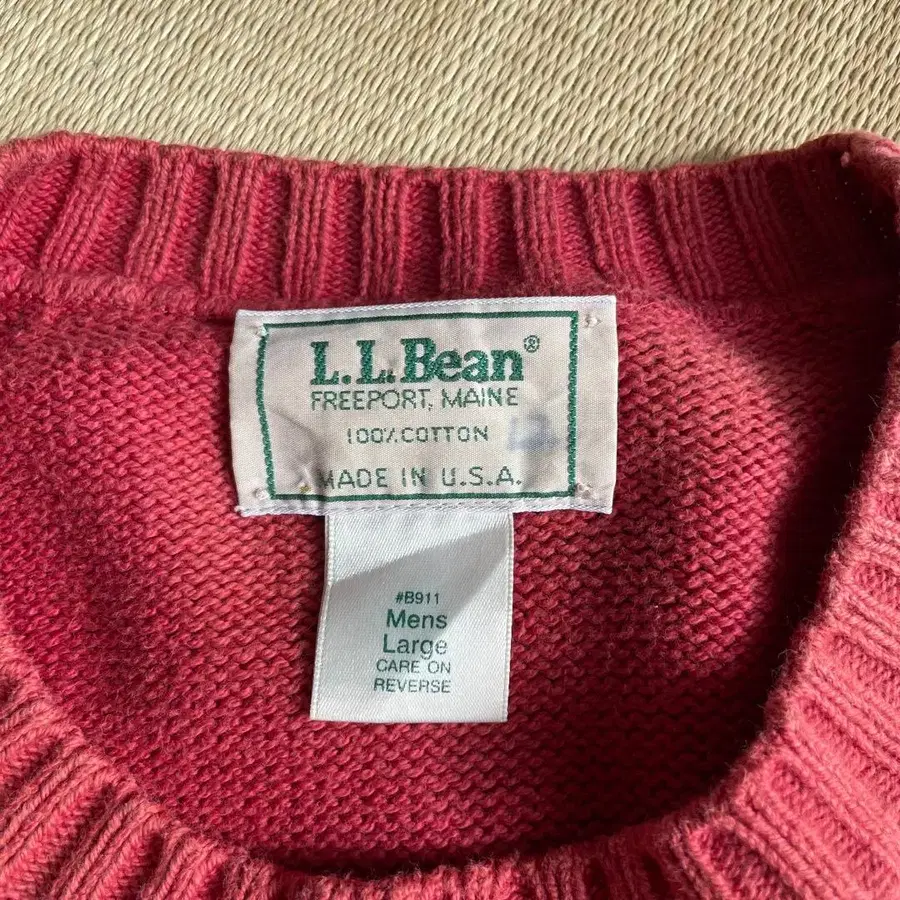 L.L.Bean®
FREEPORT, MAINE
100% COTTON
MADE IN U.S.A.
#B911
Mens
Large
CARE ON
REVERSE